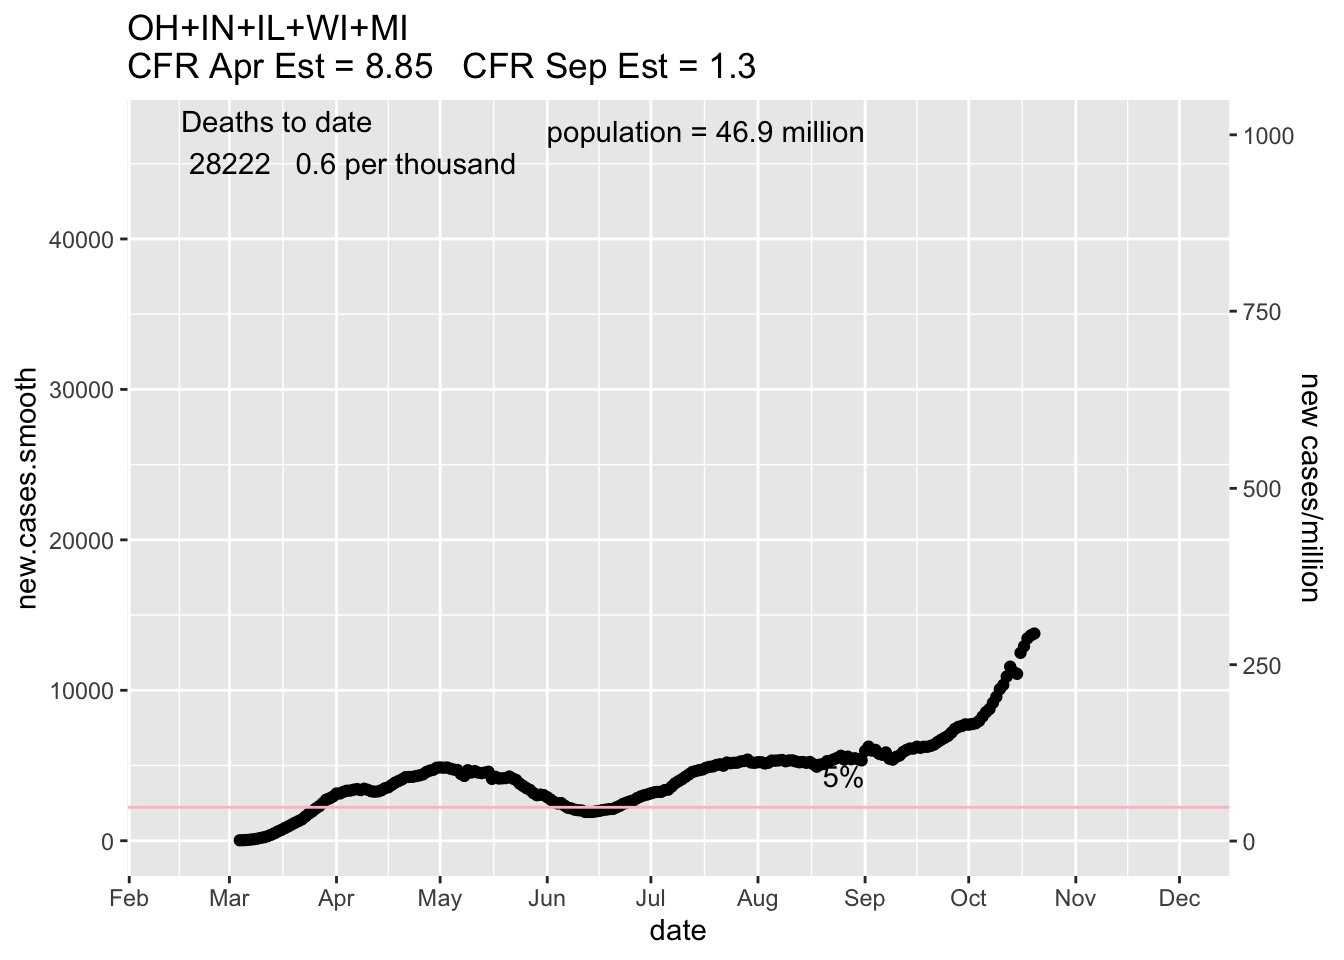 OH+IN+IL+WI+MI
CFR Apr Est = 8.85   CFR Sep Est = 1.3
Deaths to date
28222   0.6 per thousand
population = 46.9 million
1000
40000
750
30000
500
20000
250
10000
0
0
new.cases.smooth
new cases/million
5%
Feb Mar Apr May Jun Jul Aug Sep Oct Nov Dec
date